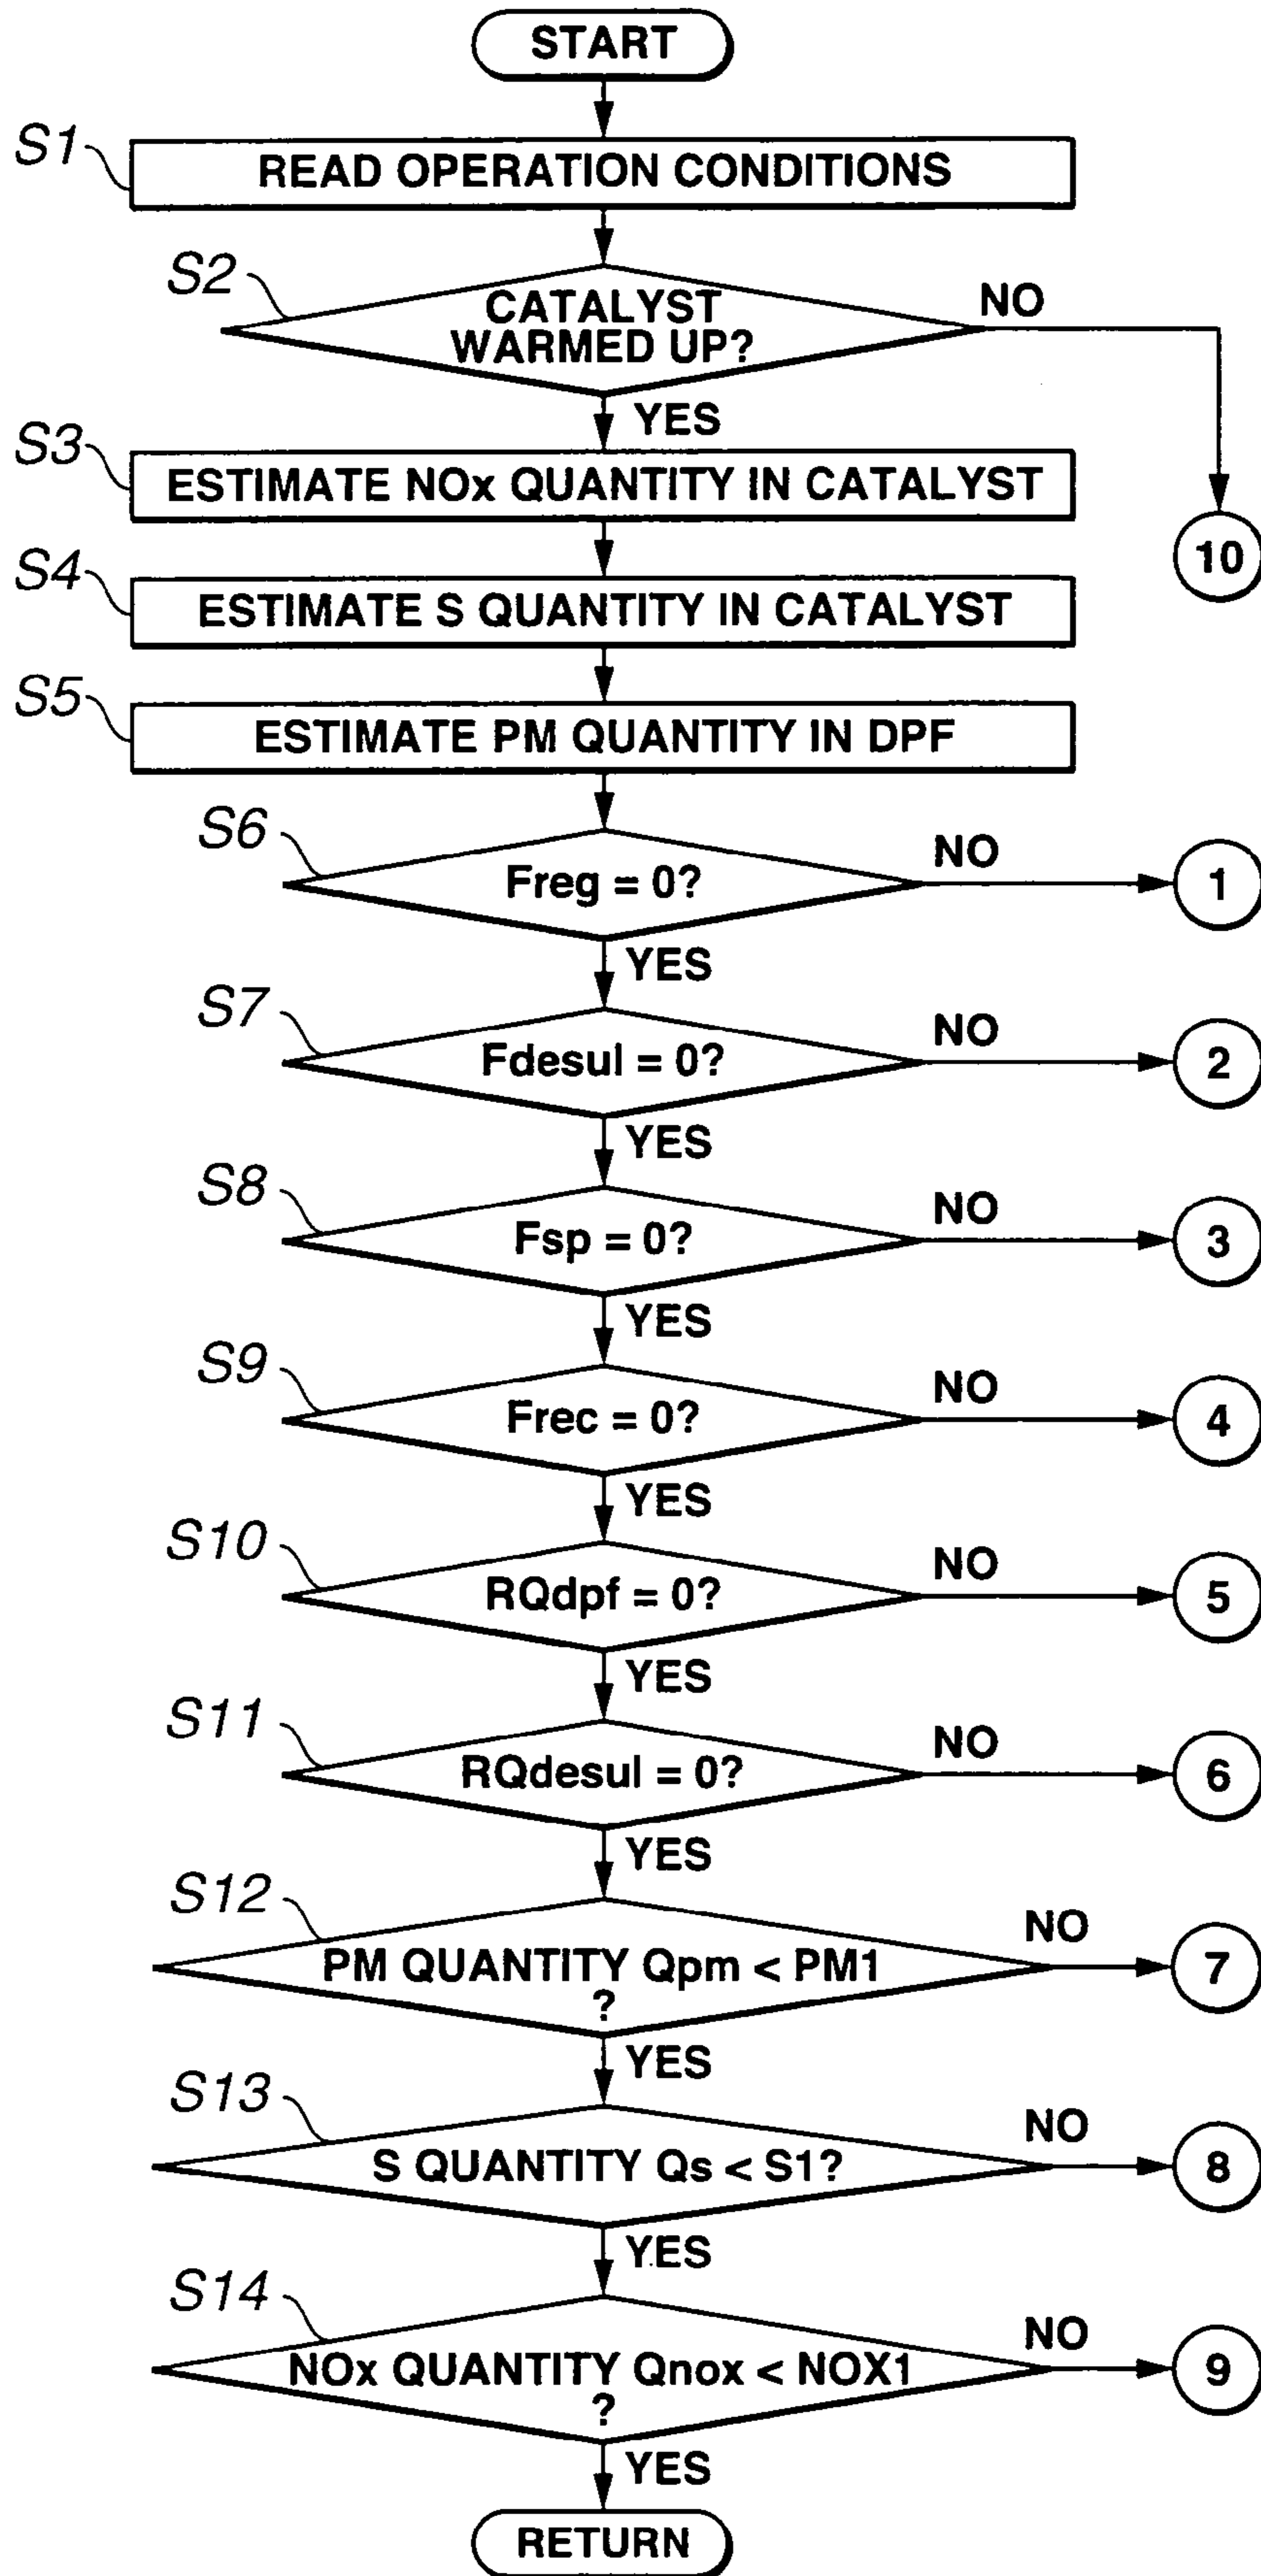 START
S1
READ OPERATION CONDITIONS
S2
CATALYST
WARMED UP?
NO
YES
10
S3
ESTIMATE NOx QUANTITY IN CATALYST
S4
ESTIMATE S QUANTITY IN CATALYST
S5
ESTIMATE PM QUANTITY IN DPF
S6
Freg = 0?
NO
1
YES
S7
Fdesul = 0?
NO
2
YES
S8
Fsp = 0?
NO
3
YES
S9
Frec = 0?
NO
4
YES
S10
RQdpf = 0?
NO
5
YES
S11
RQdesul = 0?
NO
6
YES
S12
PM QUANTITY Qpm < PM1
?
NO
7
YES
S13
S QUANTITY Qs < S1?
NO
8
YES
S14
NOx QUANTITY Qnox < NOX1
?
NO
9
YES
RETURN